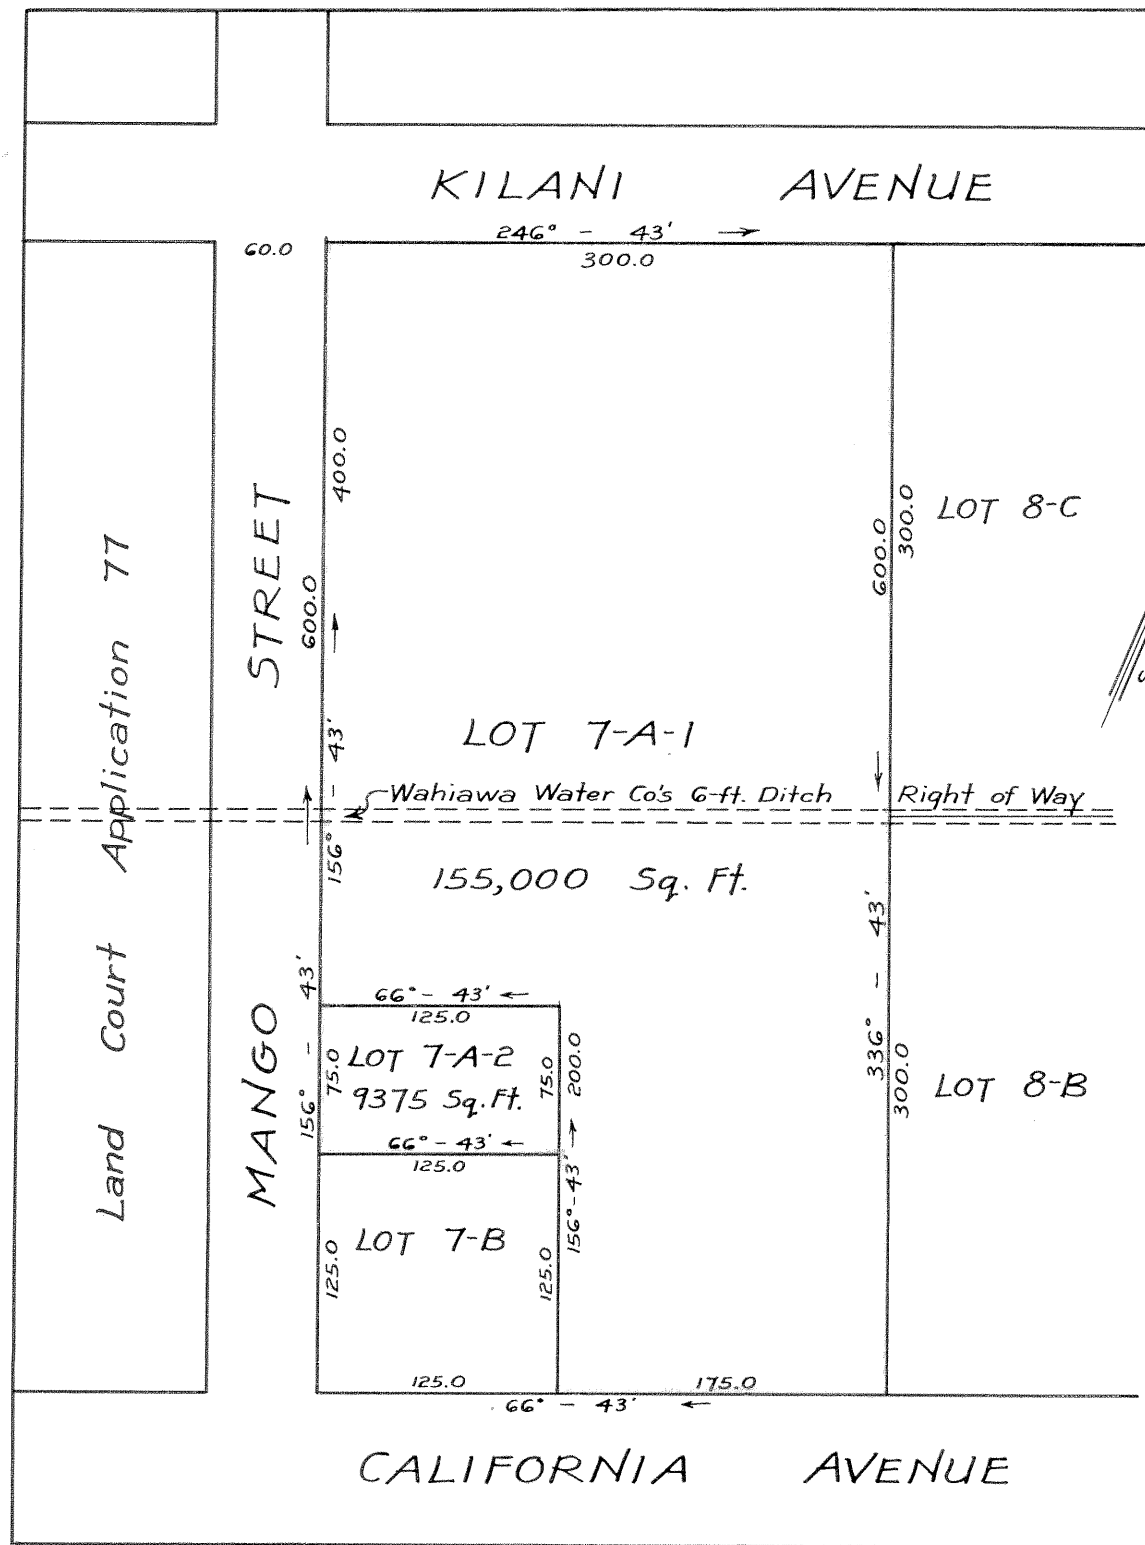 KILANI AVENUE
246° - 43' →
60.0
300.0
400.0
600.0
STREET
600.0
300.0
LOT 8-C
Land Court Application 77
LOT 7-A-1
156° - 43'
Wahiawa Water Co's 6-ft. Ditch Right of Way
155,000 Sq. Ft.
336° - 43'
300.0
LOT 8-B
156° - 43'
MANGO
66° - 43' ←
125.0
75.0
LOT 7-A-2
9375 Sq. Ft.
75.0
200.0
66° - 43' ←
125.0
156° - 43' →
LOT 7-B
125.0
125.0
125.0
175.0
66° - 43' ←
CALIFORNIA AVENUE